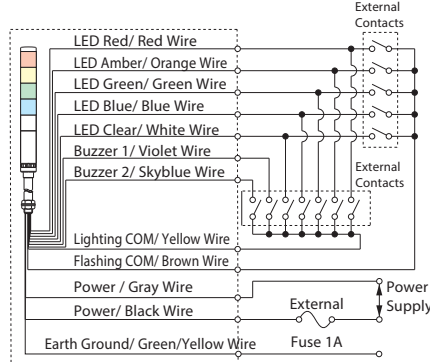 External
Contacts
LED Red/ Red Wire
LED Amber/ Orange Wire
LED Green/ Green Wire
LED Blue/ Blue Wire
LED Clear/ White Wire
Buzzer 1/ Violet Wire
Buzzer 2/ Skyblue Wire
External
Contacts
Lighting COM/ Yellow Wire
Flashing COM/ Brown Wire
Power / Gray Wire
Power
Supply
External
Power/ Black Wire
Fuse 1A
Earth Ground/ Green/Yellow Wire